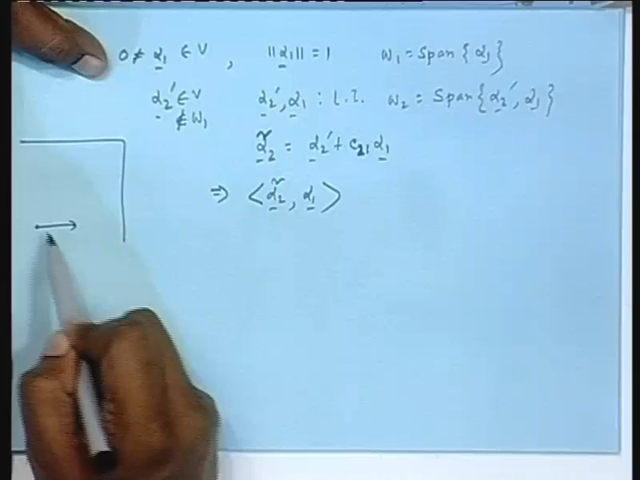 0 ≠ α₁ ∈ V , ||α₁|| = 1 W₁ = Span {α₁}
α₂′ ∈ V α₂′, α₁ : L.I. W₂ = Span {α₂′, α₁}
∉ W₁
α̃₂ = α₂′ + c₂₁ α₁
⇒ <α̃₂, α₁>